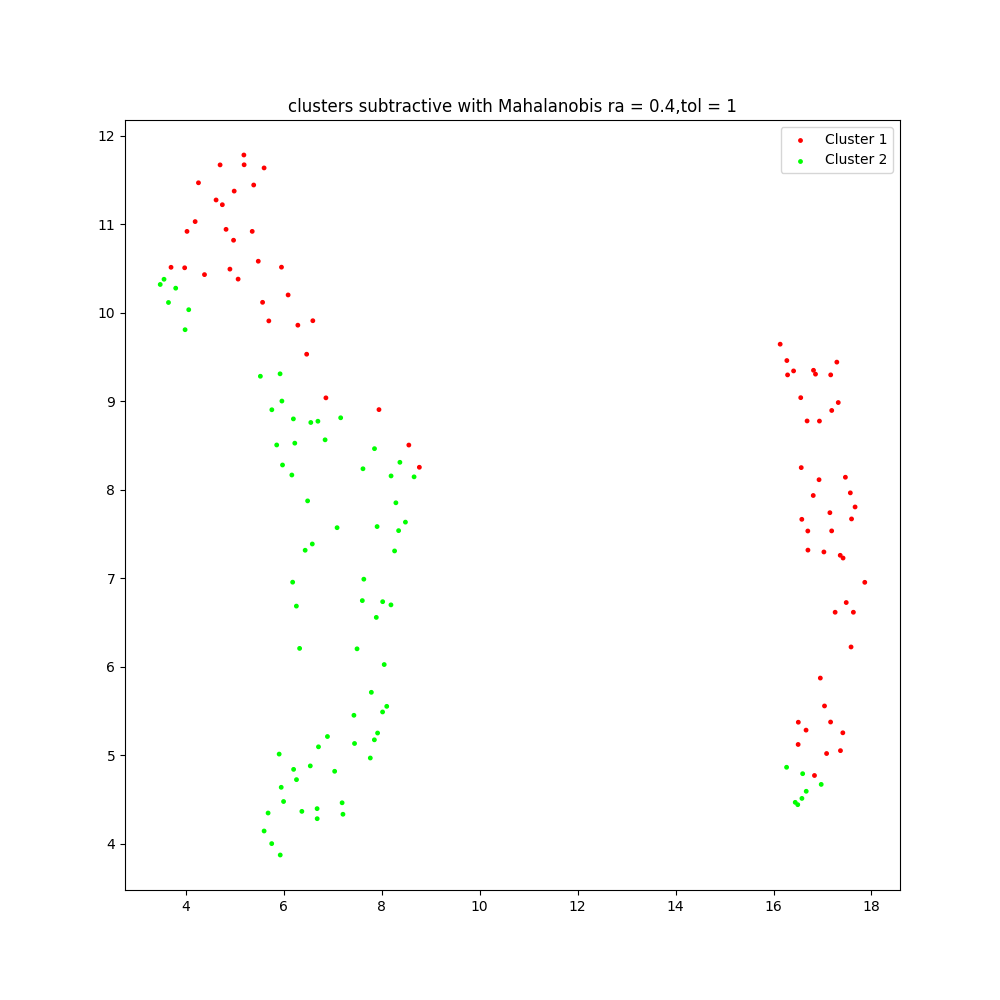 clusters subtractive with Mahalanobis ra = 0.4,tol = 1
Cluster 1
Cluster 2
12
11
10
9
8
7
6
5
4
4 6 8 10 12 14 16 18